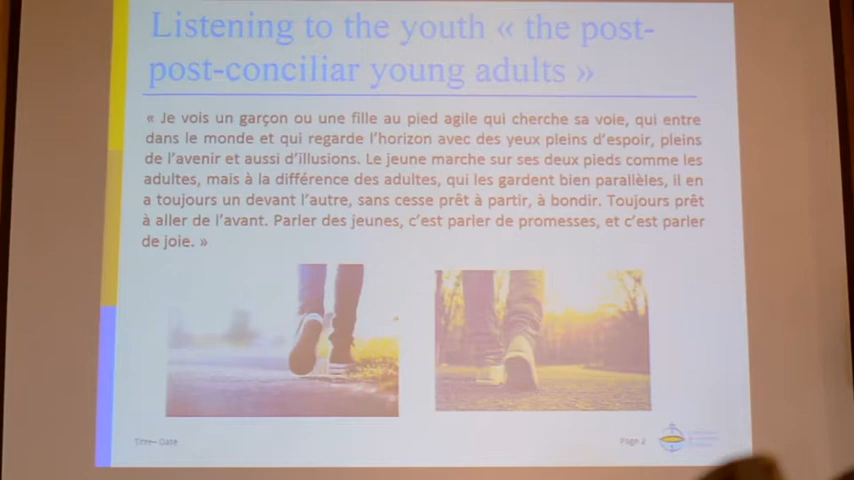 Listening to the youth « the post-
post-conciliar young adults »
« Je vois un garçon ou une fille au pied agile qui cherche sa voie, qui entre
dans le monde et qui regarde l'horizon avec des yeux pleins d'espoir, pleins
de l'avenir et aussi d'illusions. Le jeune marche sur ses deux pieds comme les
adultes, mais à la différence des adultes, qui les gardent bien parallèles, il en
a toujours un devant l'autre, sans cesse prêt à partir, à bondir. Toujours prêt
à aller de l'avant. Parler des jeunes, c'est parler de promesses, et c'est parler
de joie. »
Titre– Date
Page 2